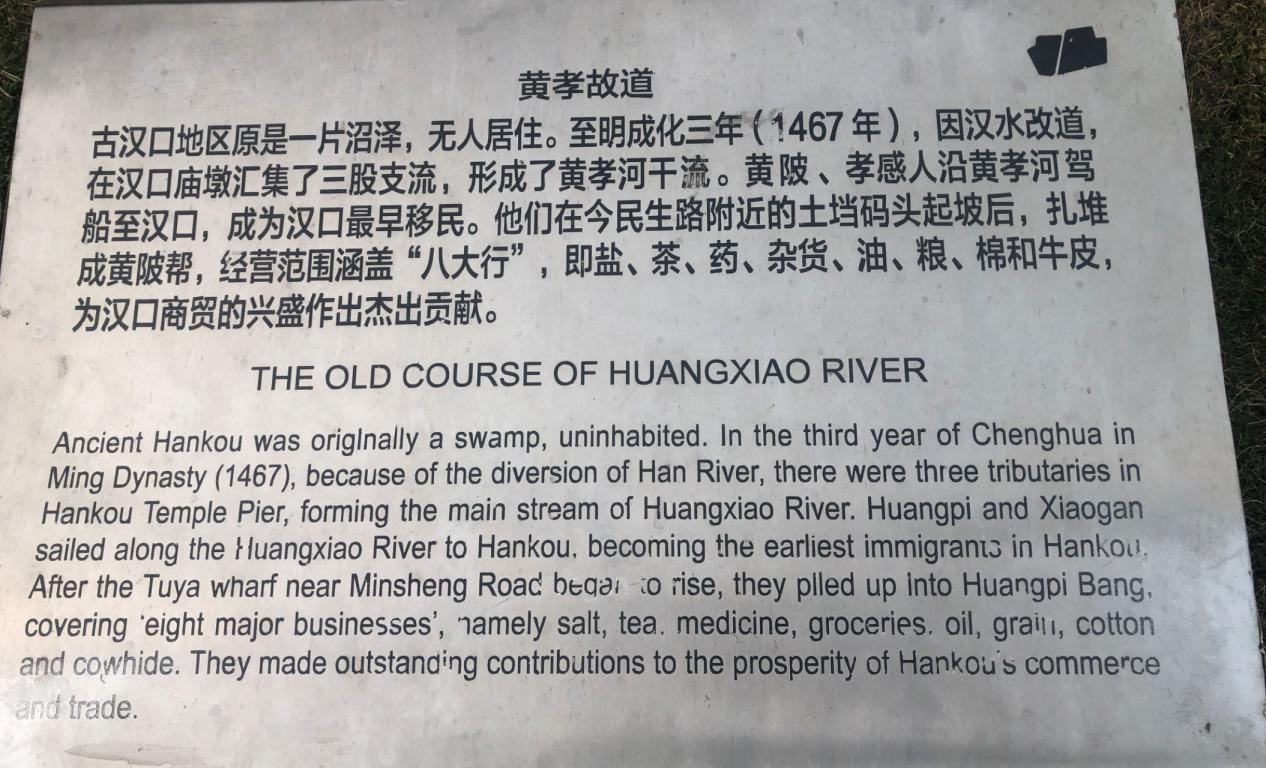 黄孝故道
古汉口地区原是一片沼泽，无人居住。至明成化三年（1467年），因汉水改道，
在汉口庙墩汇集了三股支流，形成了黄孝河干流。黄陂、孝感人沿黄孝河驾
船至汉口，成为汉口最早移民。他们在今民生路附近的土垱码头起坡后，扎堆
成黄陂帮，经营范围涵盖“八大行”，即盐、茶、药、杂货、油、粮、棉和牛皮，
为汉口商贸的兴盛作出杰出贡献。
THE OLD COURSE OF HUANGXIAO RIVER
Ancient Hankou was originally a swamp, uninhabited. In the third year of Chenghua in
Ming Dynasty (1467), because of the diversion of Han River, there were three tributaries in
Hankou Temple Pier, forming the main stream of Huangxiao River. Huangpi and Xiaogan
sailed along the Huangxiao River to Hankou, becoming the earliest immigrants in Hankou.
After the Tuya wharf near Minsheng Road began to rise, they piled up into Huangpi Bang,
covering ‘eight major businesses’, namely salt, tea, medicine, groceries, oil, grain, cotton
and cowhide. They made outstanding contributions to the prosperity of Hankou's commerce
and trade.